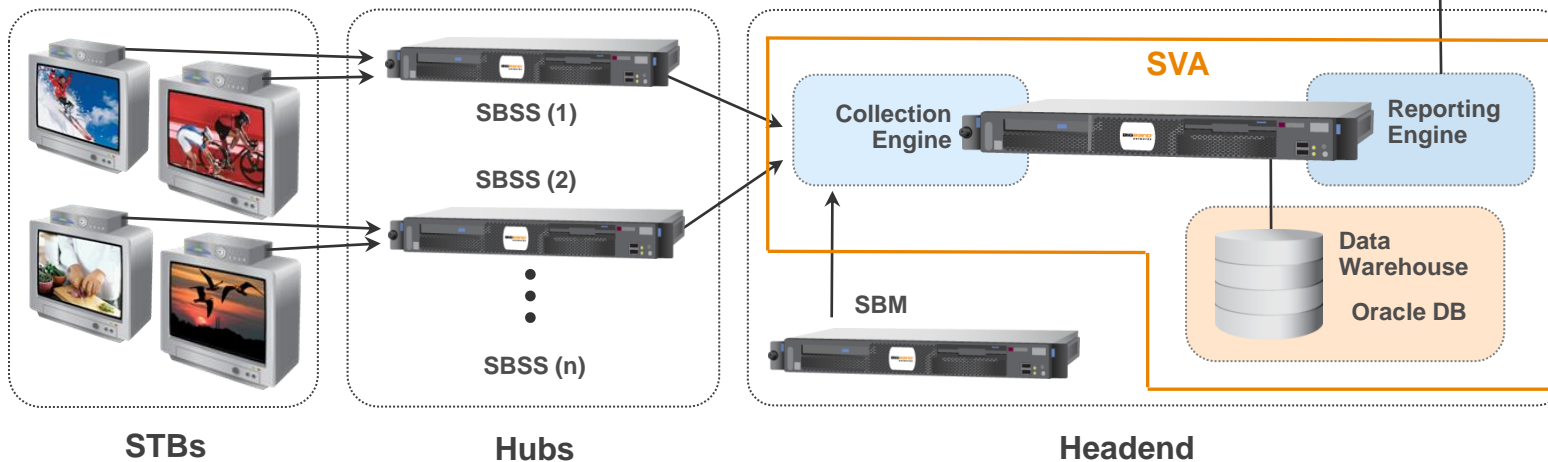 SVA
SBSS (1)
Collection
Engine
Reporting
Engine
SBSS (2)
Data
Warehouse
Oracle DB
SBM
SBSS (n)
STBs
Hubs
Headend